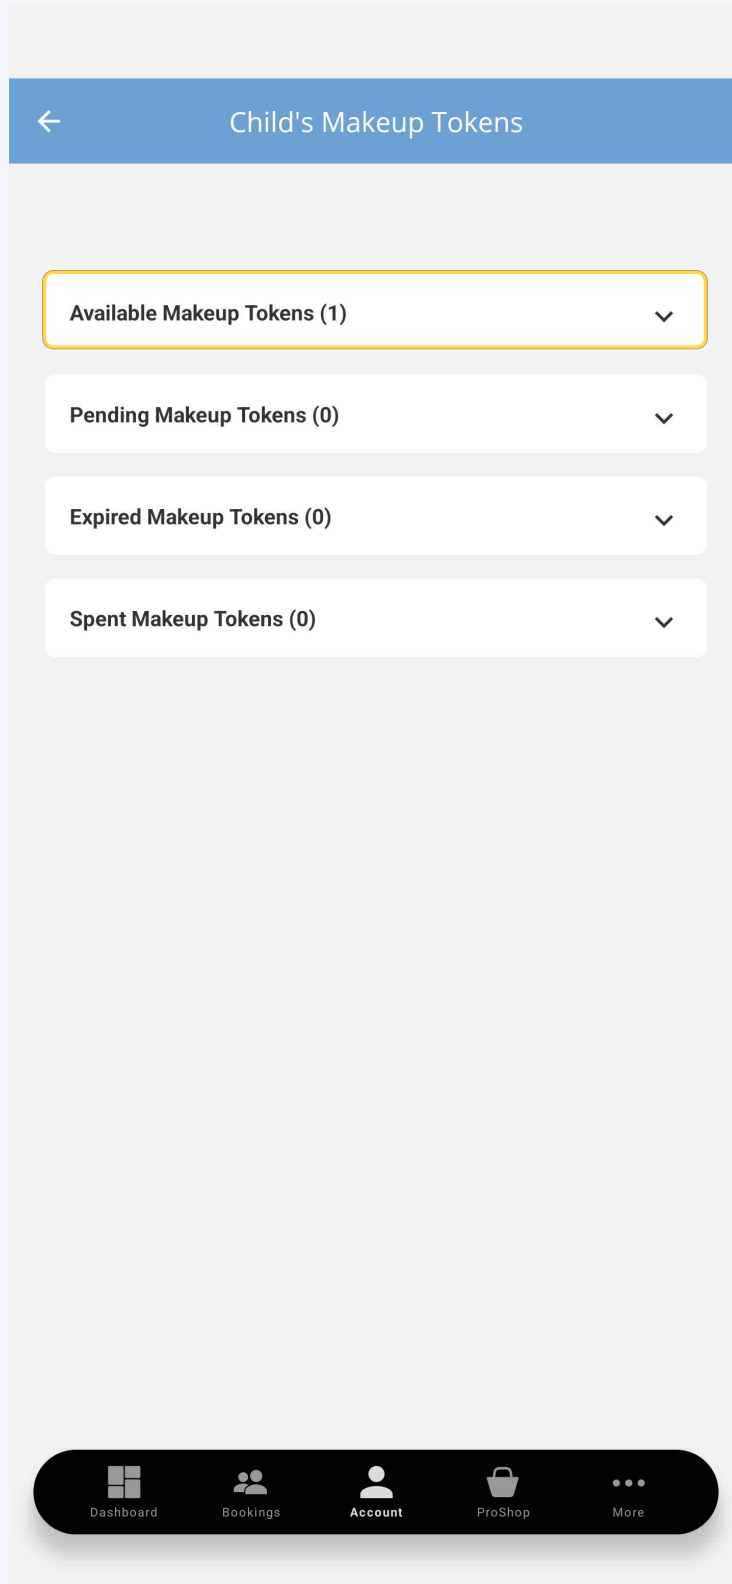 Child's Makeup Tokens
Available Makeup Tokens (1)
Pending Makeup Tokens (0)
Expired Makeup Tokens (0)
Spent Makeup Tokens (0)
Dashboard Bookings Account ProShop More